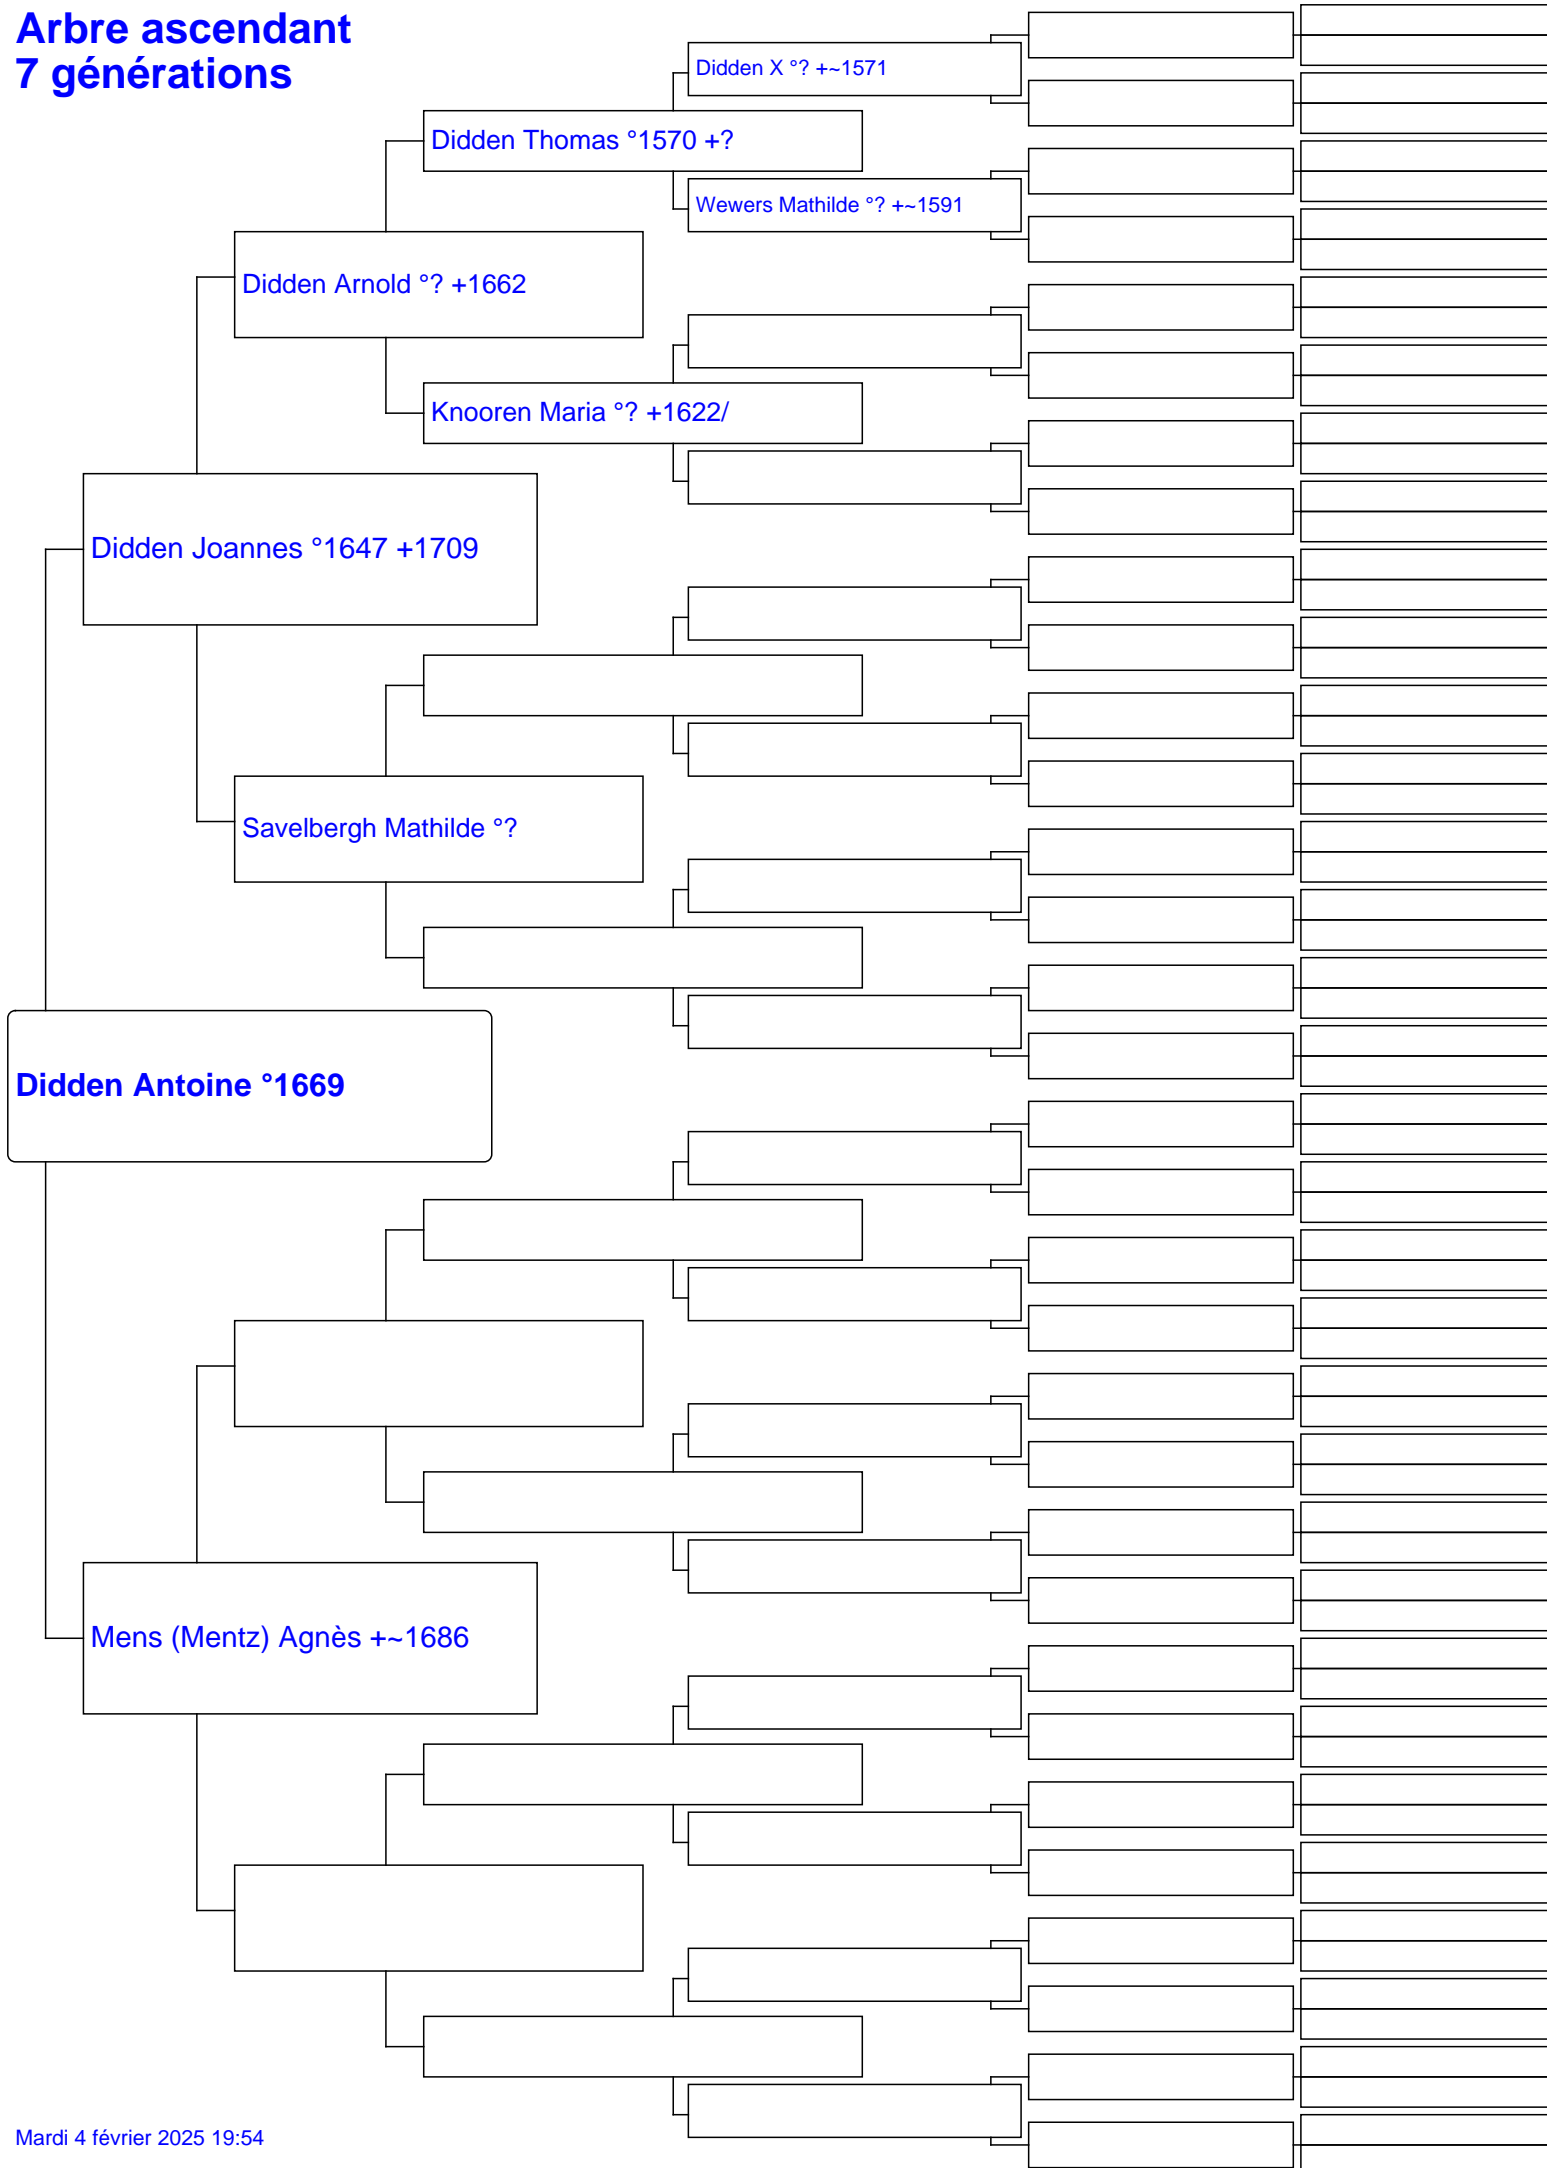 Arbre ascendant
7 générations
Didden X °? +~1571
Didden Thomas °1570 +?
Wewers Mathilde °? +~1591
Didden Arnold °? +1662
Knooren Maria °? +1622/
Didden Joannes °1647 +1709
Savelbergh Mathilde °?
Didden Antoine °1669
Mens (Mentz) Agnès +~1686
Mardi 4 février 2025 19:54